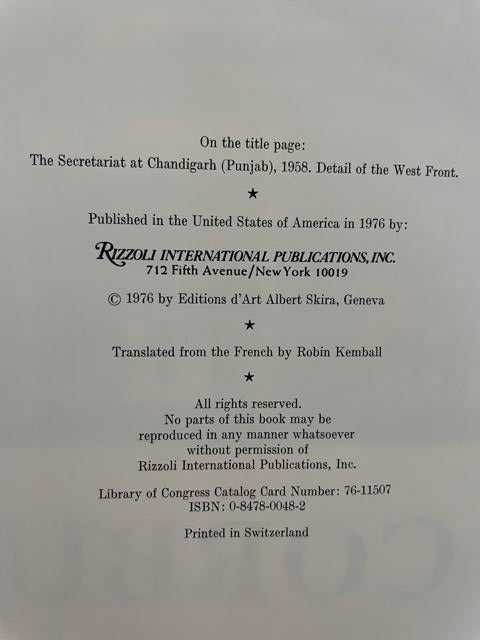 On the title page:
The Secretariat at Chandigarh (Punjab), 1958. Detail of the West Front.
★
Published in the United States of America in 1976 by:
RIZZOLI INTERNATIONAL PUBLICATIONS, INC.
712 Fifth Avenue/New York 10019
© 1976 by Editions d'Art Albert Skira, Geneva
★
Translated from the French by Robin Kemball
★
All rights reserved.
No parts of this book may be
reproduced in any manner whatsoever
without permission of
Rizzoli International Publications, Inc.
Library of Congress Catalog Card Number: 76-11507
ISBN: 0-8478-0048-2
Printed in Switzerland